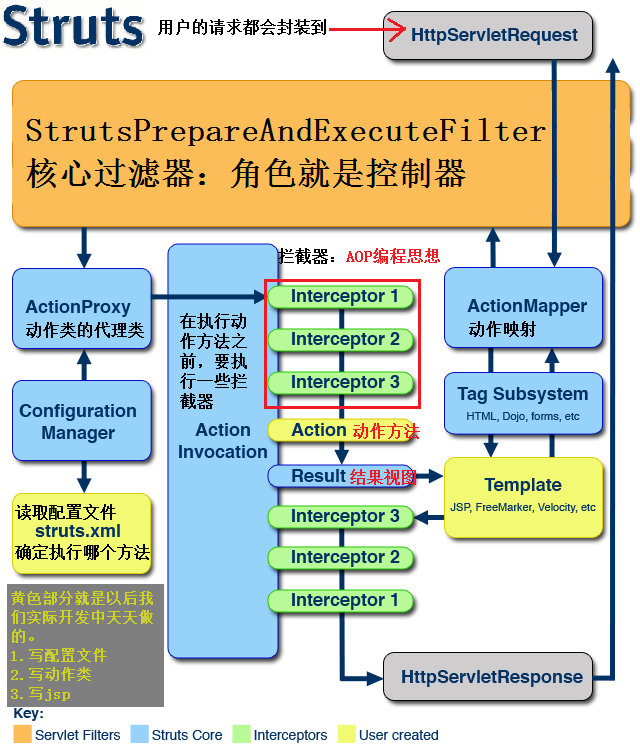 Struts
用户的请求都会封装到
HttpServletRequest
StrutsPrepareAndExecuteFilter
核心过滤器：角色就是控制器
拦截器：AOP编程思想
ActionProxy
动作类的代理类
在执行动
作方法之
前，要执
行一些拦
截器
Action
Invocation
Interceptor 1
Interceptor 2
Interceptor 3
Action 动作方法
Result 结果视图
Interceptor 3
Interceptor 2
Interceptor 1
ActionMapper
动作映射
Tag Subsystem
HTML, Dojo, forms, etc
Template
JSP, FreeMarker, Velocity, etc
Configuration
Manager
读取配置文件
struts.xml
确定执行哪个方法
黄色部分就是以后我
们实际开发中天天做
的。
1.写配置文件
2.写动作类
3.写jsp
HttpServletResponse
Key:
Servlet Filters
Struts Core
Interceptors
User created